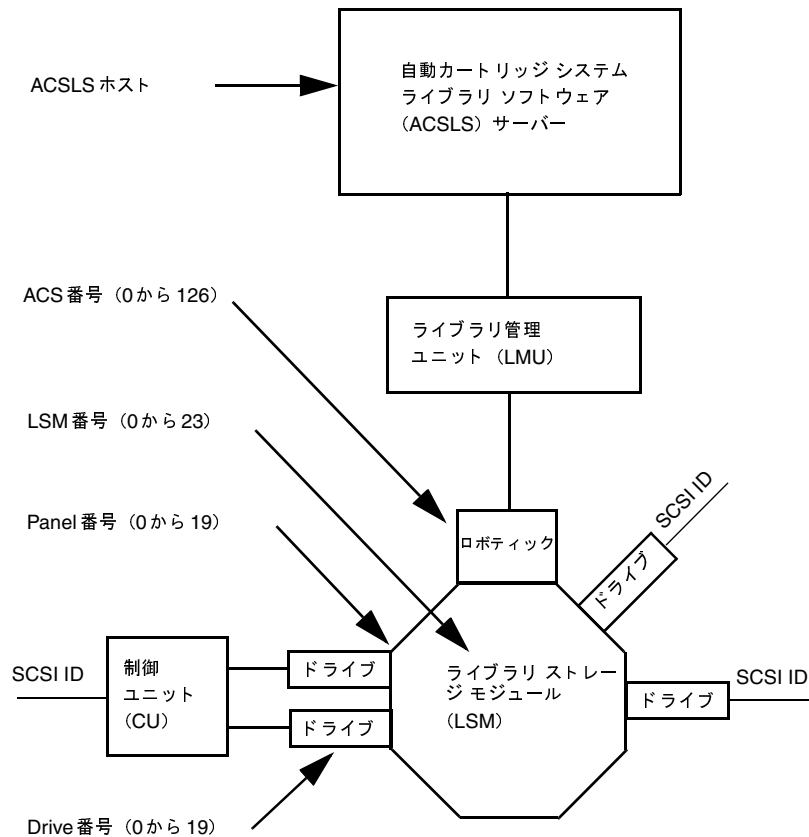 自動カートリッジ システム
ライブラリ ソフトウェア
(ACSLS) サーバー
ACSLS ホスト
ACS 番号 (0 から 126)
ライブラリ管理
ユニット (LMU)
LSM 番号 (0 から 23)
Panel 番号 (0 から 19)
ロボティック
SCSI ID
ドライブ
SCSI ID
制御
ユニット
(CU)
ドライブ
ドライブ
ライブラリ ストレー
ジ モジュール
(LSM)
ドライブ
SCSI ID
Drive 番号 (0 から 19)